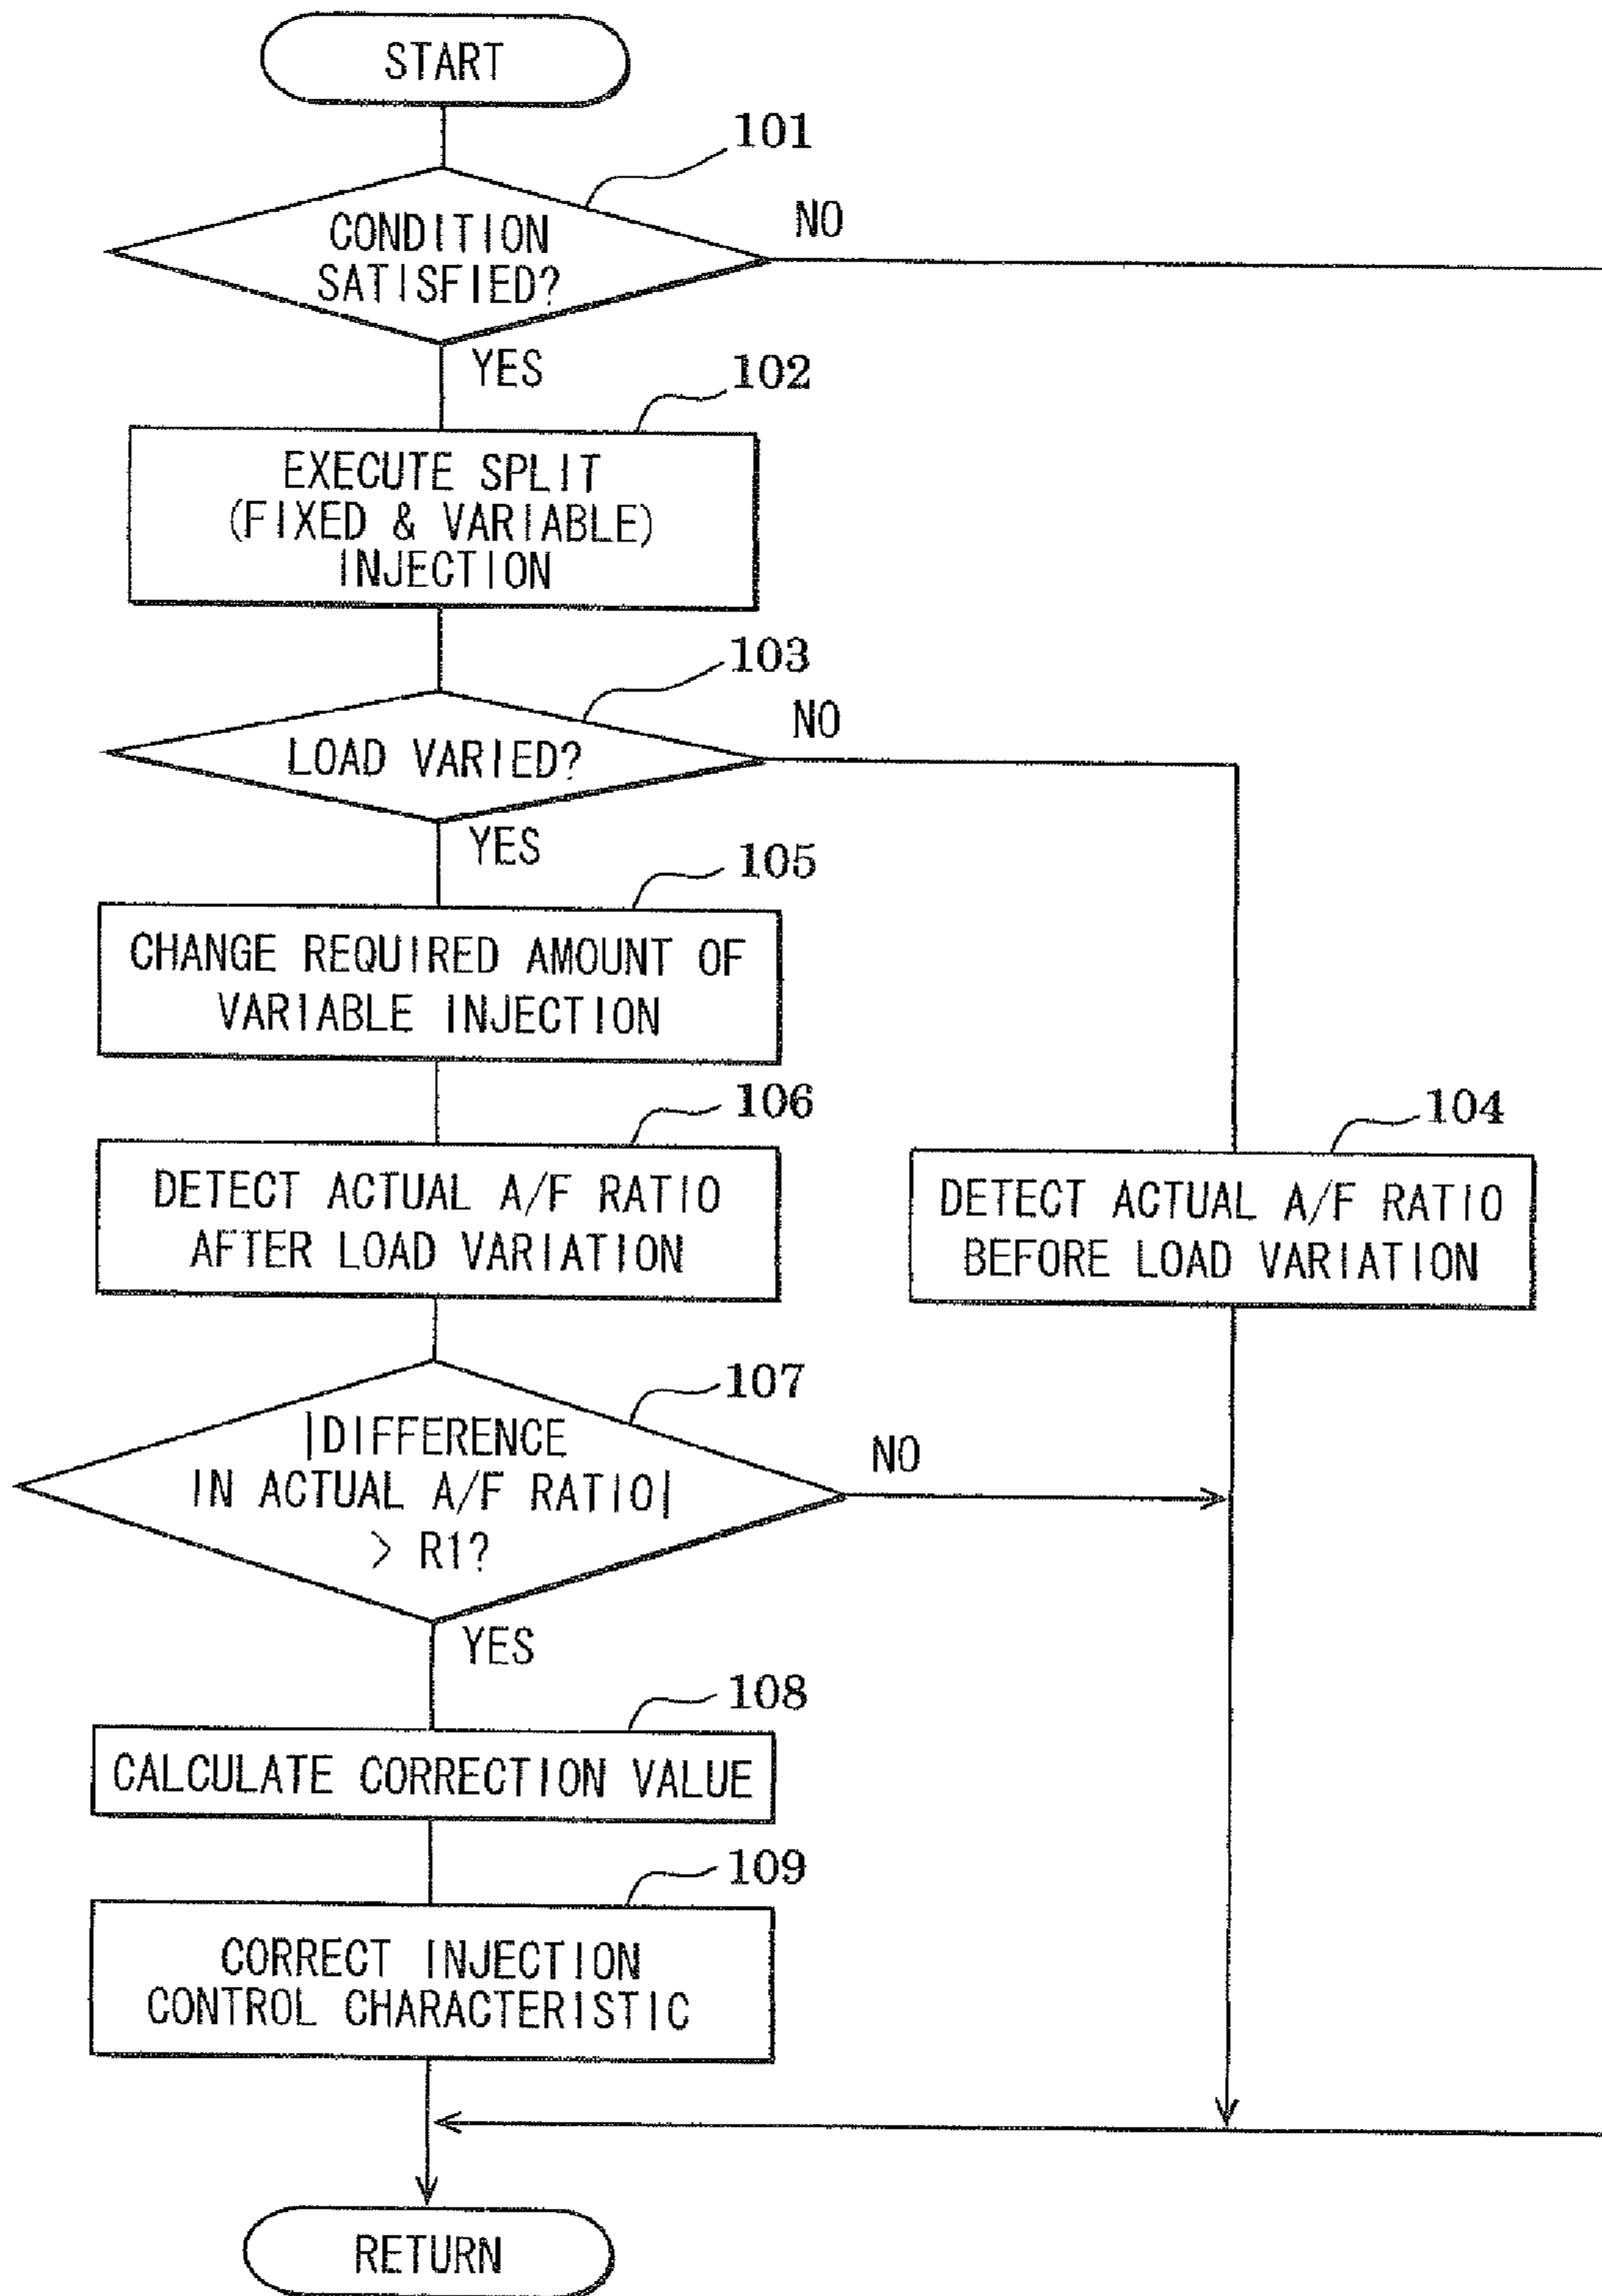 START
101
CONDITION
SATISFIED?
NO
YES
102
EXECUTE SPLIT
(FIXED & VARIABLE)
INJECTION
103
LOAD VARIED?
NO
YES
105
CHANGE REQUIRED AMOUNT OF
VARIABLE INJECTION
106
DETECT ACTUAL A/F RATIO
AFTER LOAD VARIATION
104
DETECT ACTUAL A/F RATIO
BEFORE LOAD VARIATION
107
|DIFFERENCE
IN ACTUAL A/F RATIO|
> R1?
NO
YES
108
CALCULATE CORRECTION VALUE
109
CORRECT INJECTION
CONTROL CHARACTERISTIC
RETURN